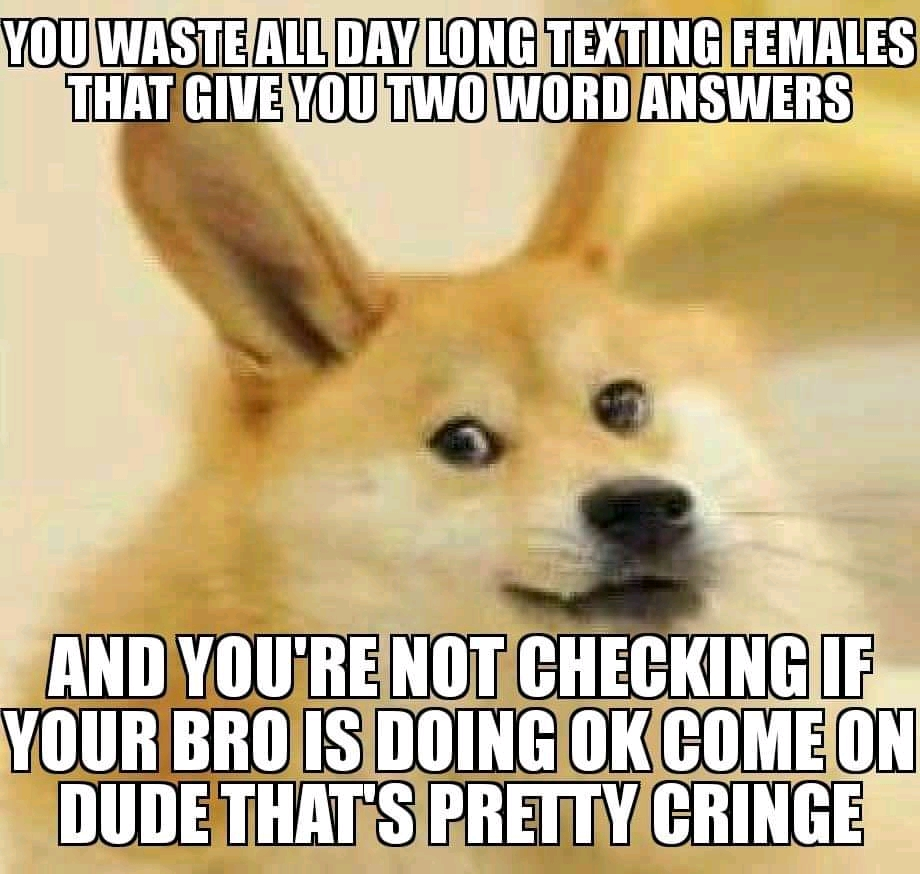 YOU WASTE ALL DAY LONG TEXTING FEMALES
THAT GIVE YOU TWO WORD ANSWERS
AND YOU'RE NOT CHECKING IF
YOUR BRO IS DOING OK COME ON
DUDE THAT'S PRETTY CRINGE